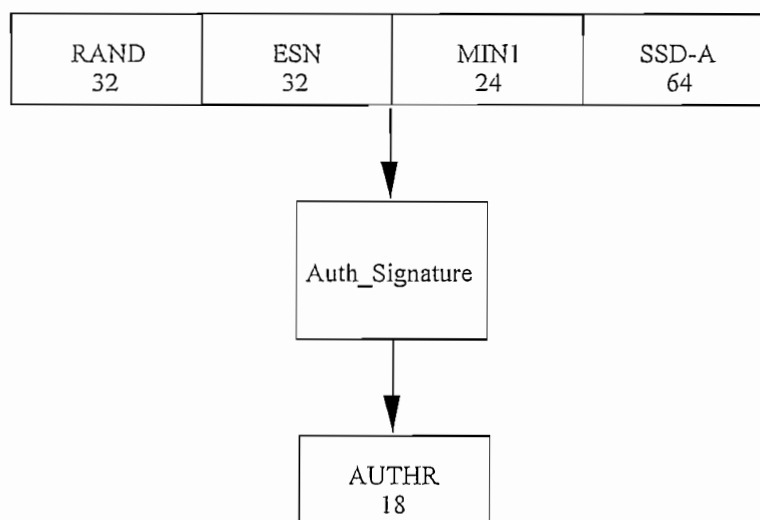 RAND ESN MIN1 SSD-A
32 32 24 64
Auth_Signature
AUTHR
18